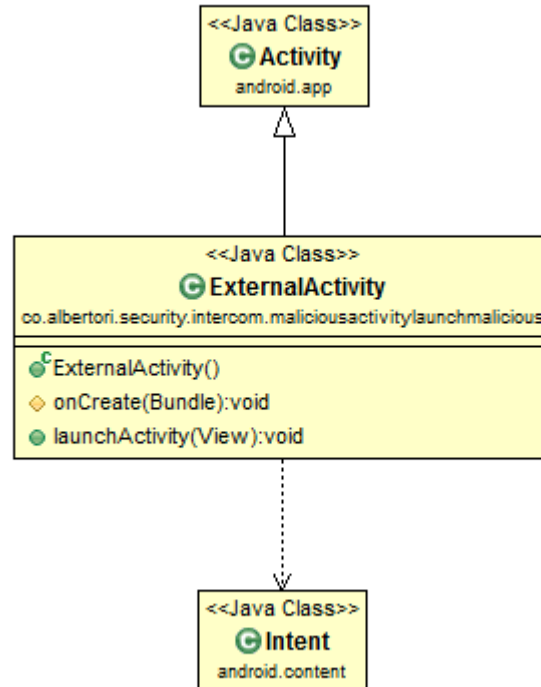 <<Java Class>>
Activity
android.app
<<Java Class>>
ExternalActivity
co.albertori.security.intercom.maliciousactivitylaunchmalicious
ExternalActivity()
onCreate(Bundle):void
launchActivity(View):void
<<Java Class>>
Intent
android.content